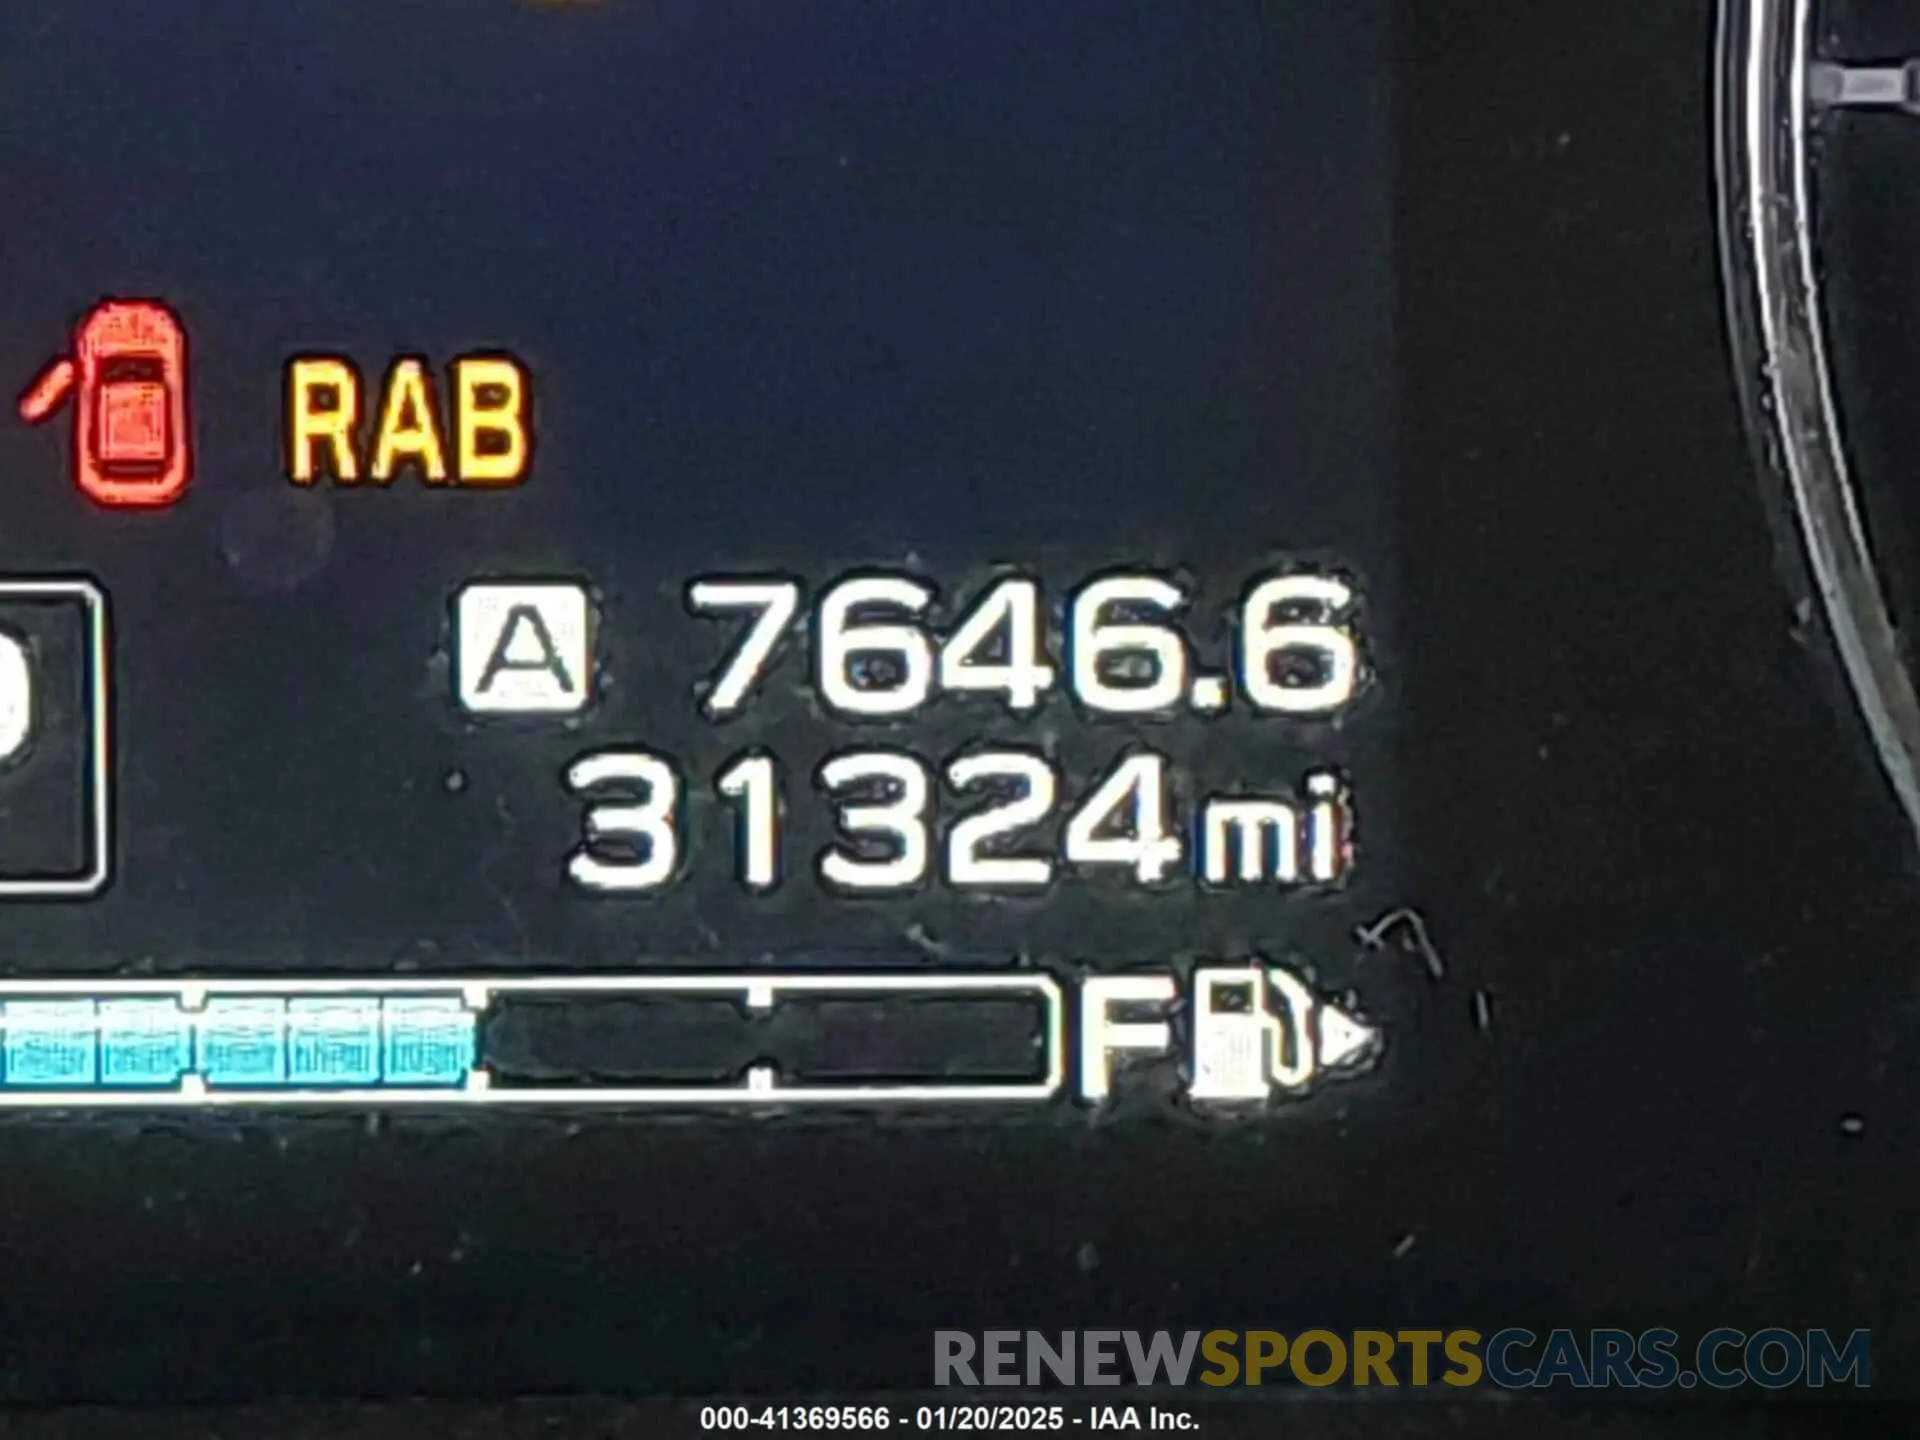 RAB
A 7646.6
31324mi
F
RENEWSPORTSCARS.COM
000-41369566 - 01/20/2025 - IAA Inc.